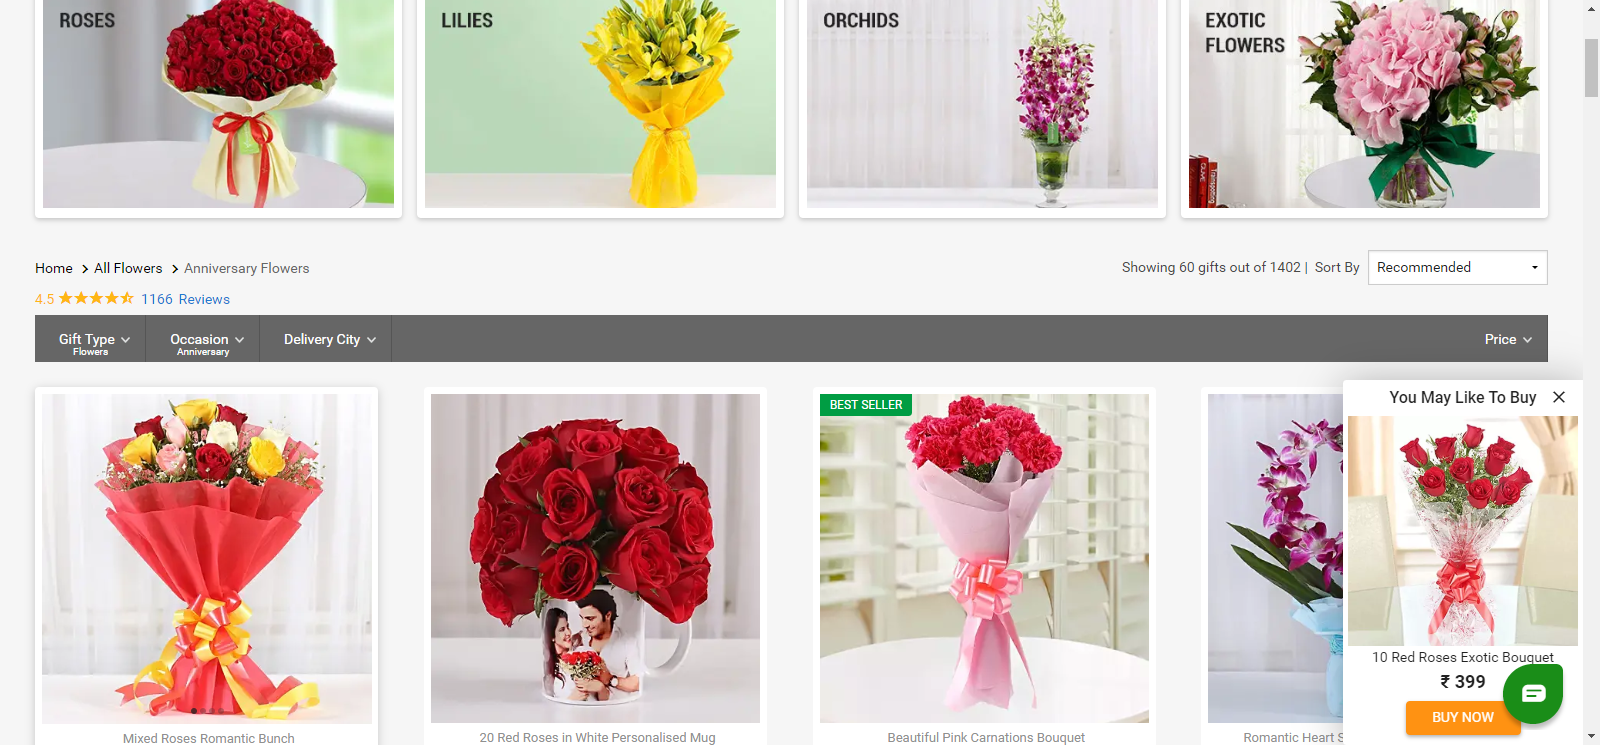 ROSES
LILIES
ORCHIDS
EXOTIC
FLOWERS
Home > All Flowers > Anniversary Flowers
Showing 60 gifts out of 1402 | Sort By Recommended
4.5 1166 Reviews
Gift Type Occasion Delivery City Price
Flowers Anniversary
You May Like To Buy
BEST SELLER
10 Red Roses Exotic Bouquet
₹ 399
BUY NOW
Mixed Roses Romantic Bunch
20 Red Roses in White Personalised Mug
Beautiful Pink Carnations Bouquet
Romantic Heart S